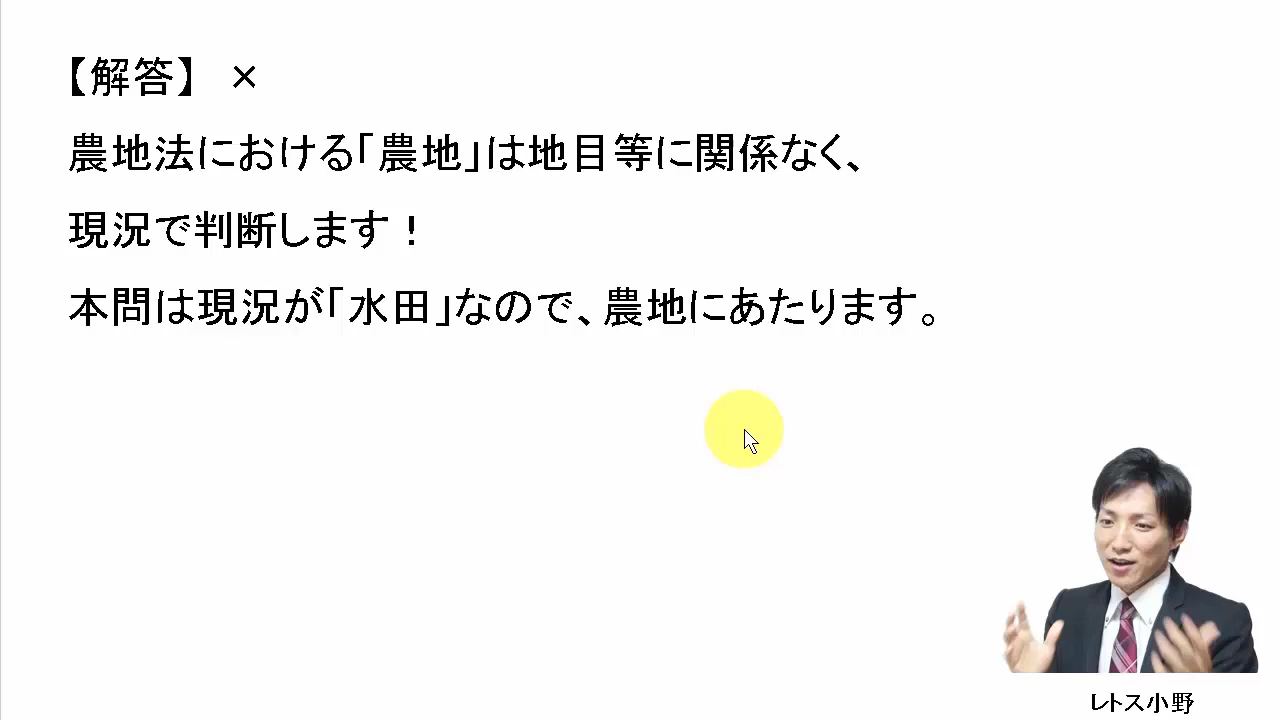 【解答】 ×
農地法における「農地」は地目等に関係なく、
現況で判断します！
本問は現況が「水田」なので、農地にあたります。
レトス小野